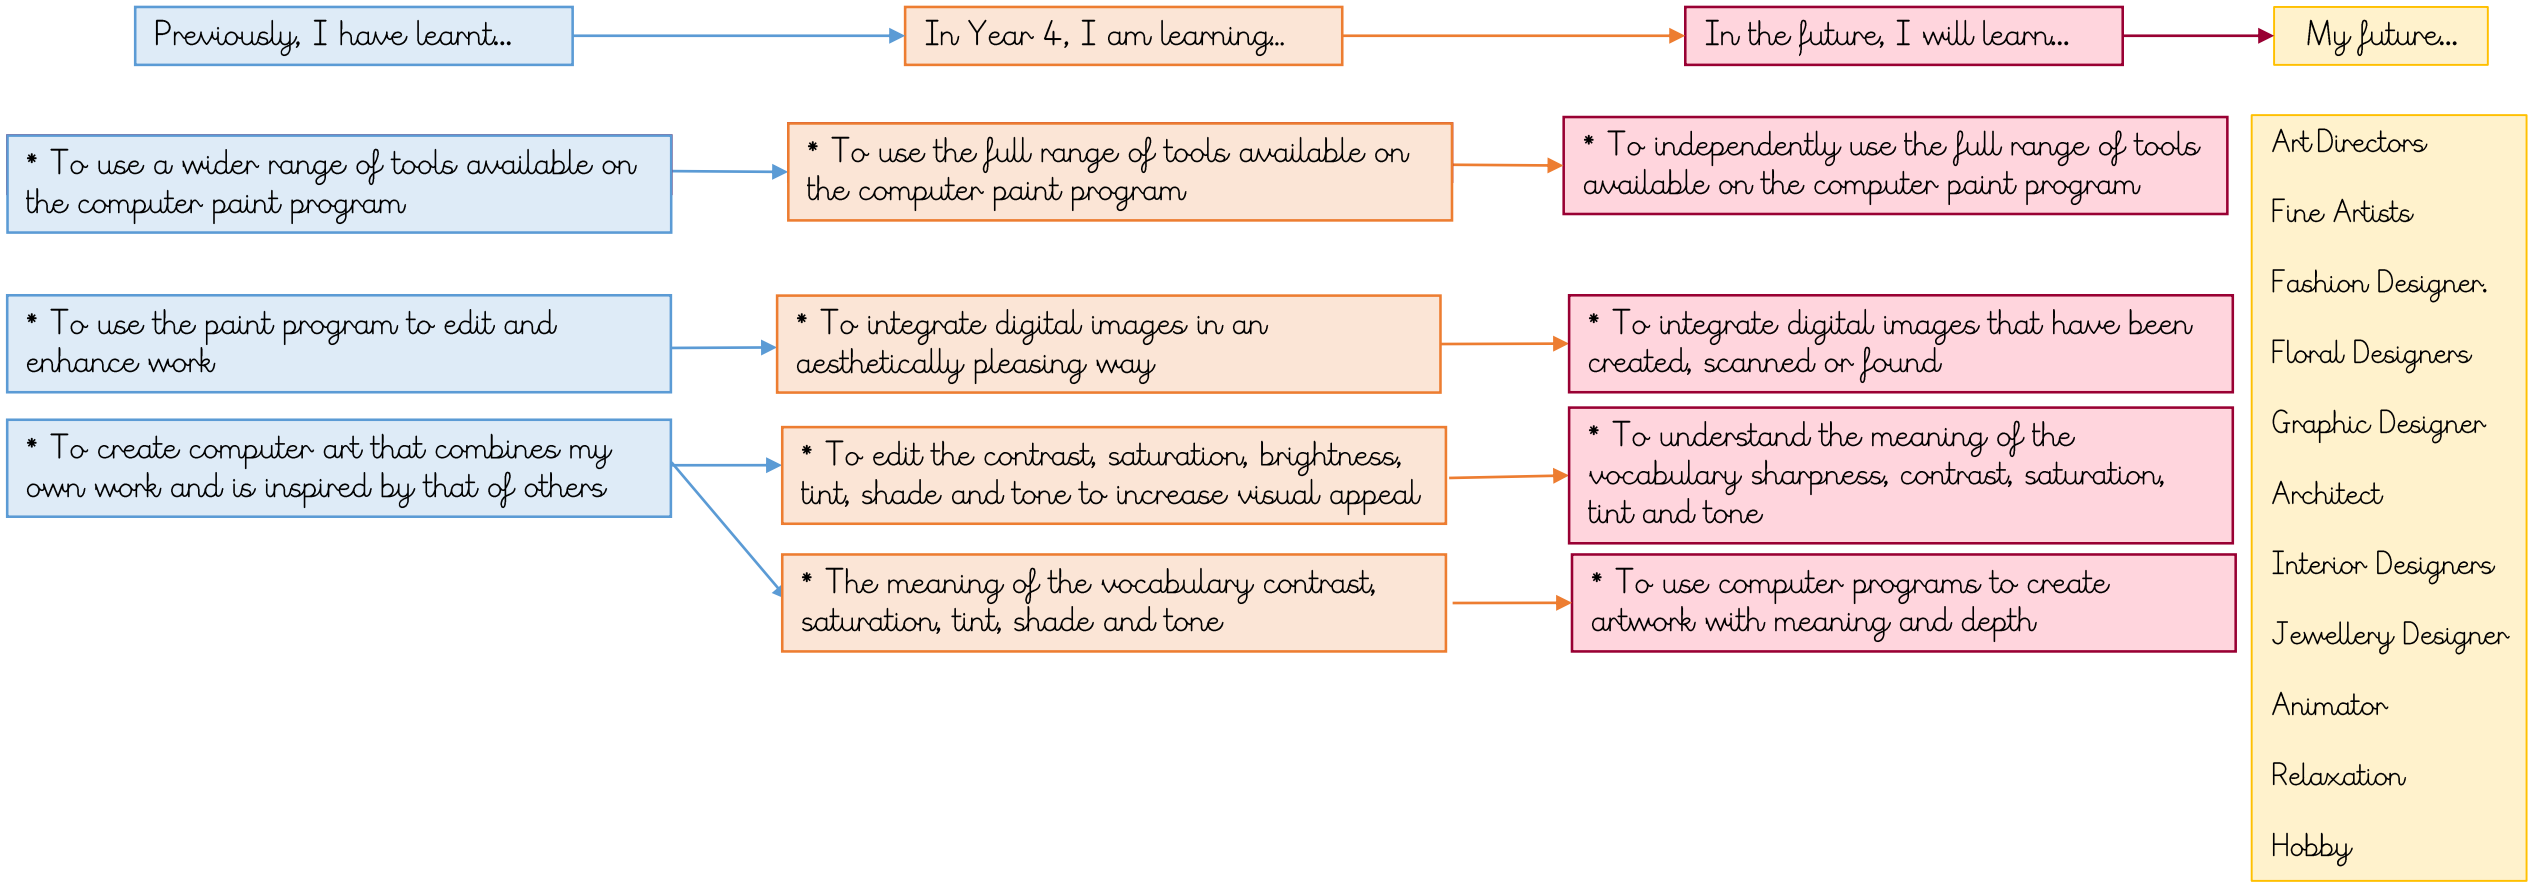 Previously, I have learnt...
In Year 4, I am learning...
In the future, I will learn...
My future...
* To use a wider range of tools available on
the computer paint program
* To use the full range of tools available on
the computer paint program
* To independently use the full range of tools
available on the computer paint program
* To use the paint program to edit and
enhance work
* To integrate digital images in an
aesthetically pleasing way
* To integrate digital images that have been
created, scanned or found
* To create computer art that combines my
own work and is inspired by that of others
* To edit the contrast, saturation, brightness,
tint, shade and tone to increase visual appeal
* To understand the meaning of the
vocabulary sharpness, contrast, saturation,
tint and tone
* The meaning of the vocabulary contrast,
saturation, tint, shade and tone
* To use computer programs to create
artwork with meaning and depth
Art Directors
Fine Artists
Fashion Designer.
Floral Designers
Graphic Designer
Architect
Interior Designers
Jewellery Designer
Animator
Relaxation
Hobby